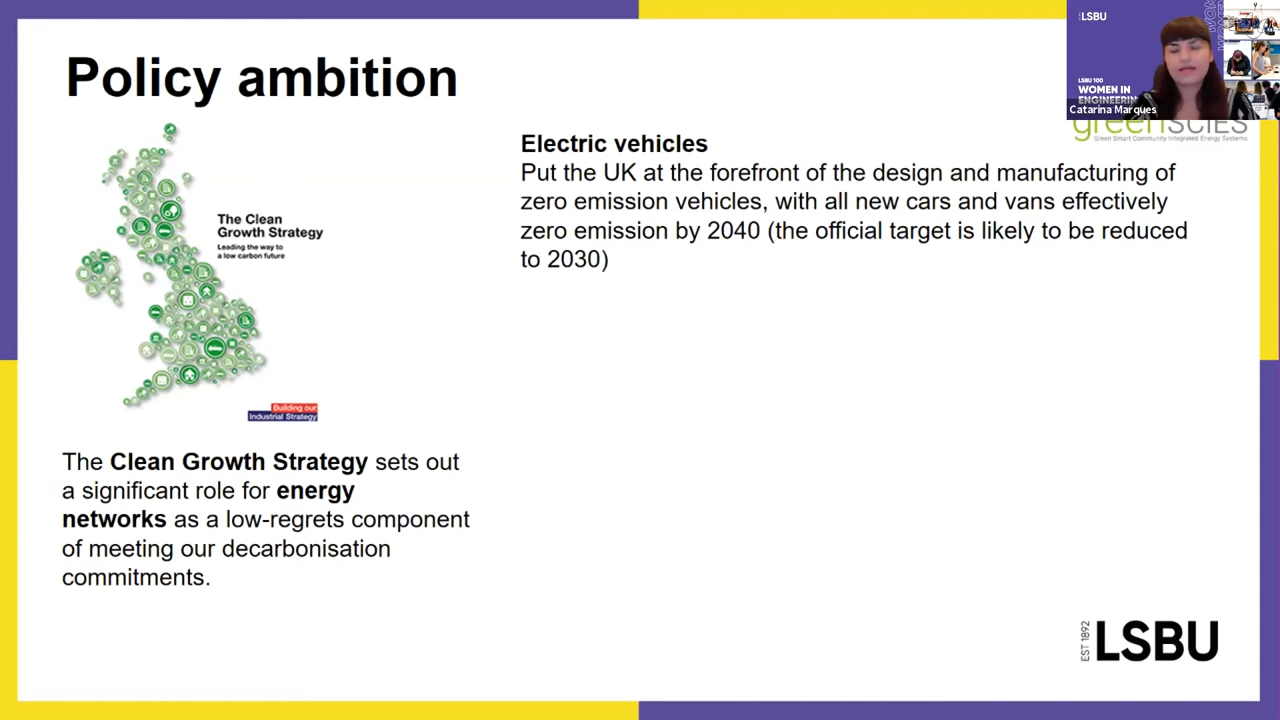 Policy ambition
The Clean
Growth Strategy
Leading the way to
a low carbon future
Building our
Industrial Strategy
The Clean Growth Strategy sets out
a significant role for energy
networks as a low-regrets component
of meeting our decarbonisation
commitments.
Electric vehicles
Put the UK at the forefront of the design and manufacturing of
zero emission vehicles, with all new cars and vans effectively
zero emission by 2040 (the official target is likely to be reduced
to 2030)
LSBU
LSBU 100
WOMEN IN
ENGINEERIN
Catarina Marques
greenSCIES
Green Smart Community Integrated Energy Systems
EST 1892
LSBU